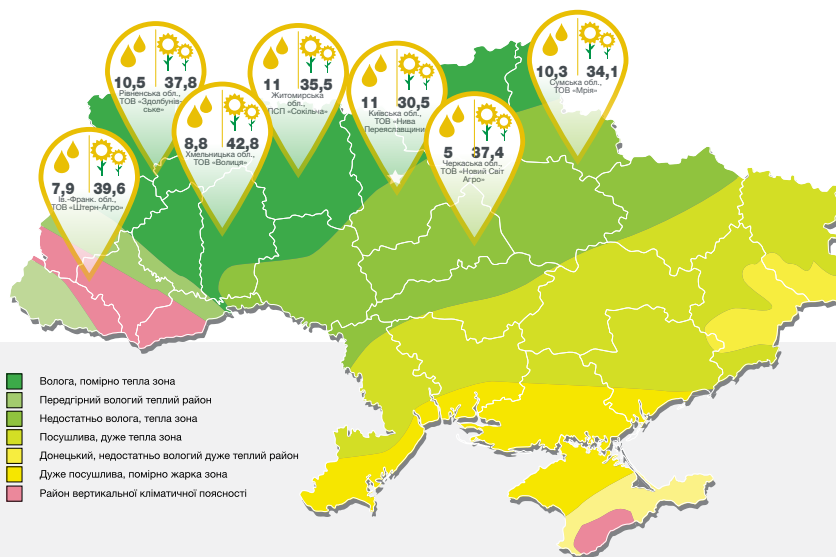 10,5 37,8
Рівненська обл.,
ТОВ «Здолбунів-
ське»
11 35,5
Житомирська
обл.,
ПСП «Сокільча»
10,3 34,1
Сумська обл.,
ТОВ «Мрія»
8,8 42,8
Хмельницька обл.,
ТОВ «Волиця»
11 30,5
Київська обл.,
ТОВ «Нива
Переяславщини»
5 37,4
Черкаська обл.,
ТОВ «Новий Світ
Агро»
7,9 39,6
Ів.-Франк. обл.,
ТОВ «Штерн-Агро»
Волога, помірно тепла зона
Передгірний вологий теплий район
Недостатньо волога, тепла зона
Посушлива, дуже тепла зона
Донецький, недостатньо вологий дуже теплий район
Дуже посушлива, помірно жарка зона
Район вертикальної кліматичної поясності